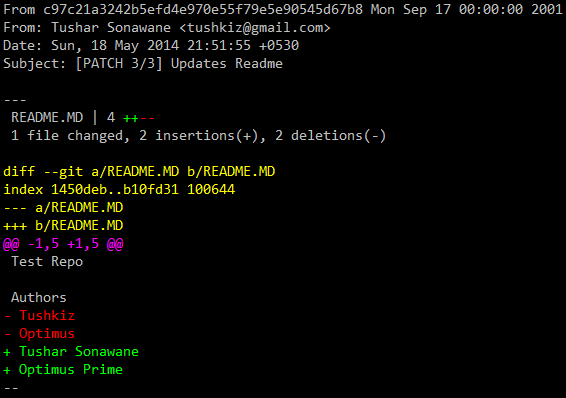 From c97c21a3242b5efd4e970e55f79e5e90545d67b8 Mon Sep 17 00:00:00 2001
From: Tushar Sonawane <tushkiz@gmail.com>
Date: Sun, 18 May 2014 21:51:55 +0530
Subject: [PATCH 3/3] Updates Readme
---
README.MD | 4 ++--
1 file changed, 2 insertions(+), 2 deletions(-)
diff --git a/README.MD b/README.MD
index 1450deb..b10fd31 100644
--- a/README.MD
+++ b/README.MD
@@ -1,5 +1,5 @@
Test Repo
Authors
- Tushkiz
- Optimus
+ Tushar Sonawane
+ Optimus Prime
--